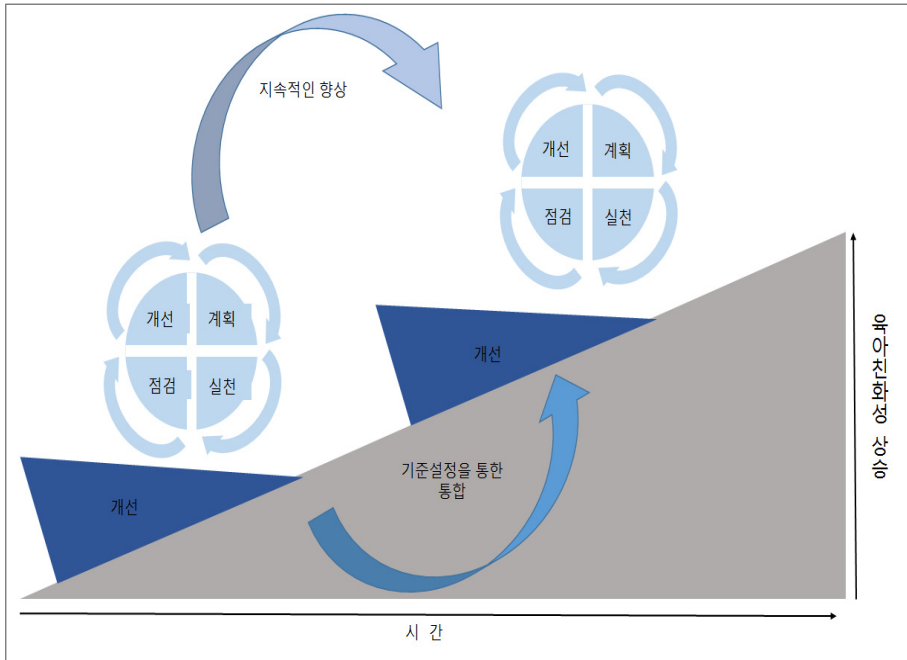 지속적인 향상
개선
계획
점검
실천
개선
계획
점검
실천
개선
개선
기준설정을 통한
통합
육아친화성 상승
시 간